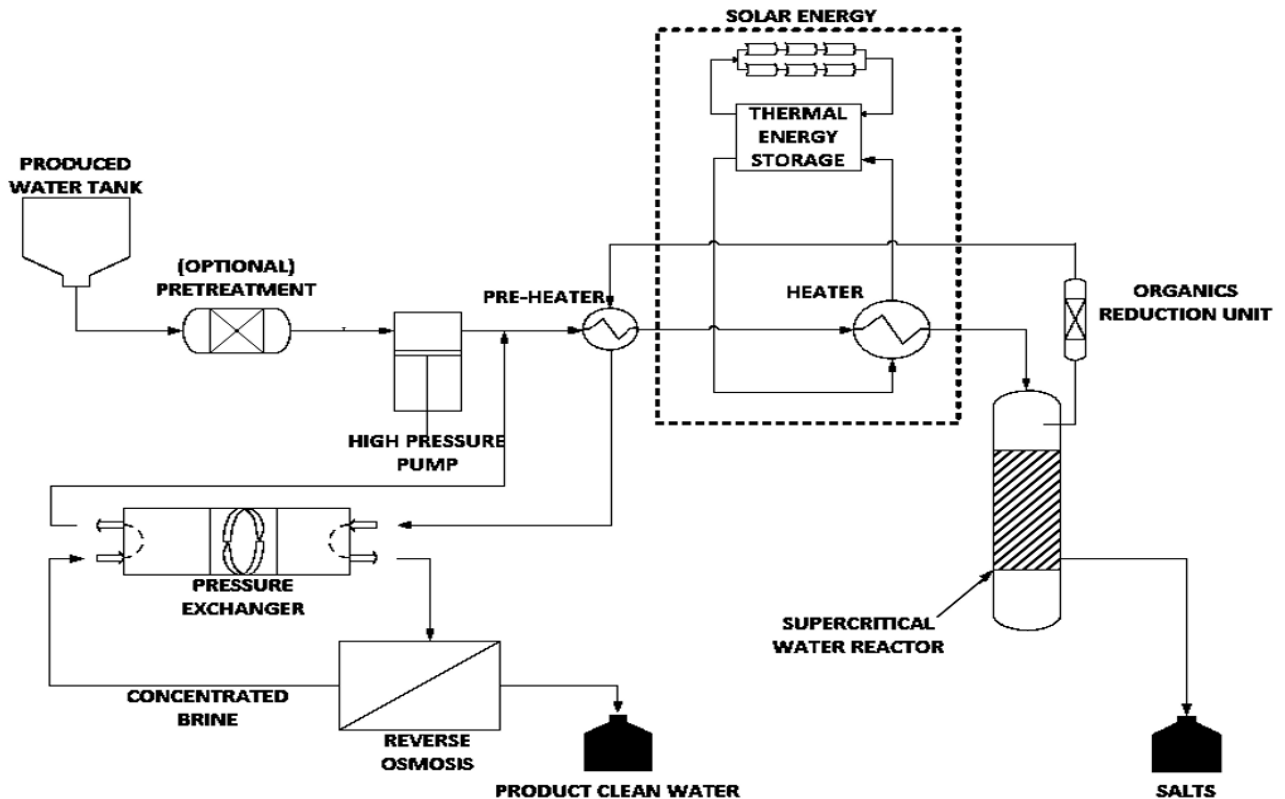 SOLAR ENERGY
THERMAL
ENERGY
STORAGE
PRODUCED
WATER TANK
(OPTIONAL)
PRETREATMENT
PRE-HEATER
HEATER
ORGANICS
REDUCTION UNIT
HIGH PRESSURE
PUMP
PRESSURE
EXCHANGER
SUPERCRITICAL
WATER REACTOR
CONCENTRATED
BRINE
REVERSE
OSMOSIS
PRODUCT CLEAN WATER
SALTS